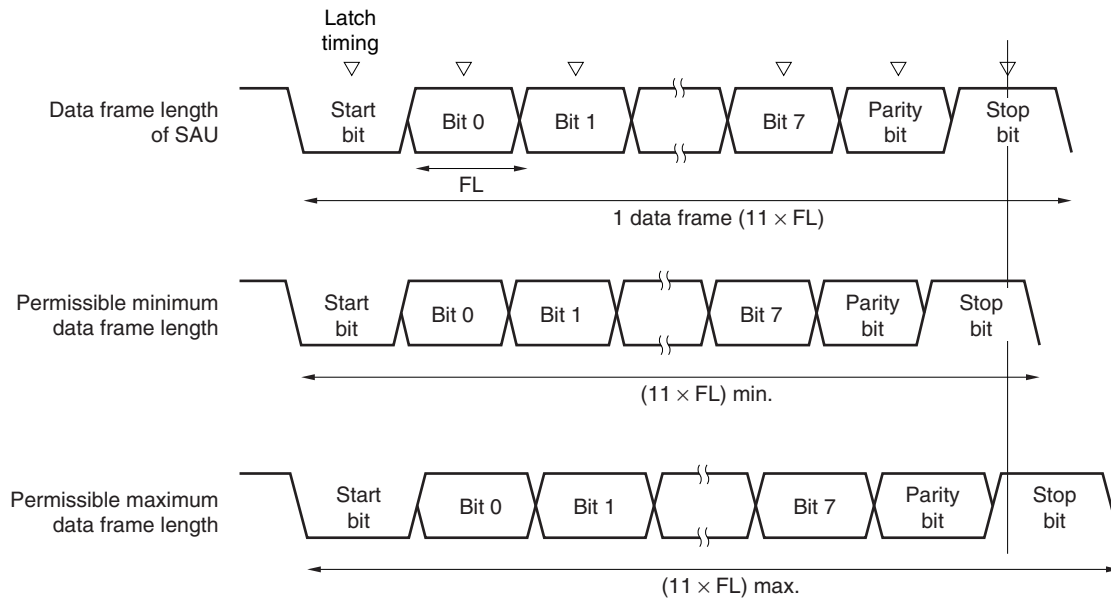 Latch
timing
Data frame length
of SAU
Start
bit
Bit 0
Bit 1
Bit 7
Parity
bit
Stop
bit
FL
1 data frame (11 × FL)
Permissible minimum
data frame length
Start
bit
Bit 0
Bit 1
Bit 7
Parity
bit
Stop
bit
(11 × FL) min.
Permissible maximum
data frame length
Start
bit
Bit 0
Bit 1
Bit 7
Parity
bit
Stop
bit
(11 × FL) max.